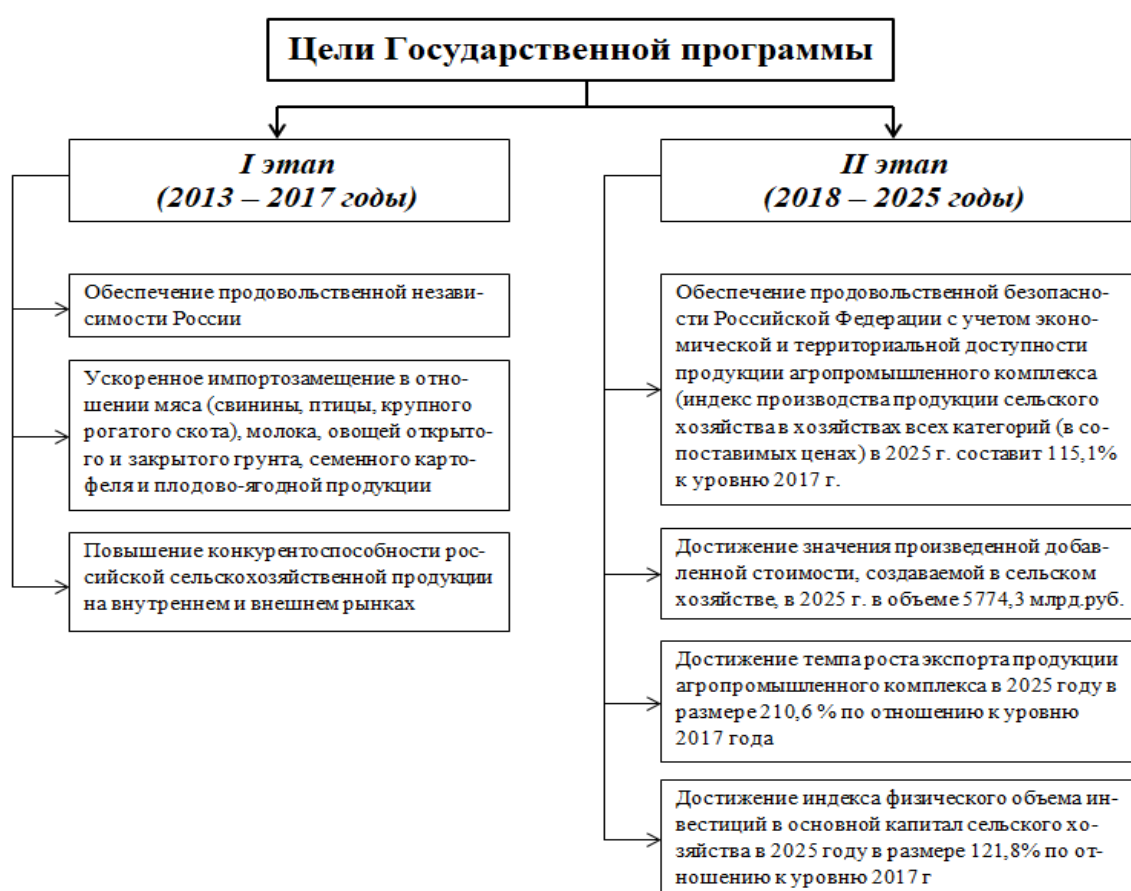 Цели Государственной программы
I этап
(2013 – 2017 годы)
Обеспечение продовольственной незави-
симости России
Ускоренное импортозамещение в отно-
шении мяса (свинины, птицы, крупного
рогатого скота), молока, овощей открыто-
го и закрытого грунта, семенного карто-
феля и плодово-ягодной продукции
Повышение конкурентоспособности рос-
сийской сельскохозяйственной продукции
на внутреннем и внешнем рынках
II этап
(2018 – 2025 годы)
Обеспечение продовольственной безопасно-
сти Российской Федерации с учетом эконо-
мической и территориальной доступности
продукции агропромышленного комплекса
(индекс производства продукции сельского
хозяйства в хозяйствах всех категорий (в со-
поставимых ценах) в 2025 г. составит 115,1%
к уровню 2017 г.
Достижение значения произведенной добав-
ленной стоимости, создаваемой в сельском
хозяйстве, в 2025 г. в объеме 5774,3 млрд.руб.
Достижение темпа роста экспорта продукции
агропромышленного комплекса в 2025 году в
размере 210,6 % по отношению к уровню
2017 года
Достижение индекса физического объема ин-
вестиций в основной капитал сельского хо-
зяйства в 2025 году в размере 121,8% по от-
ношению к уровню 2017 г